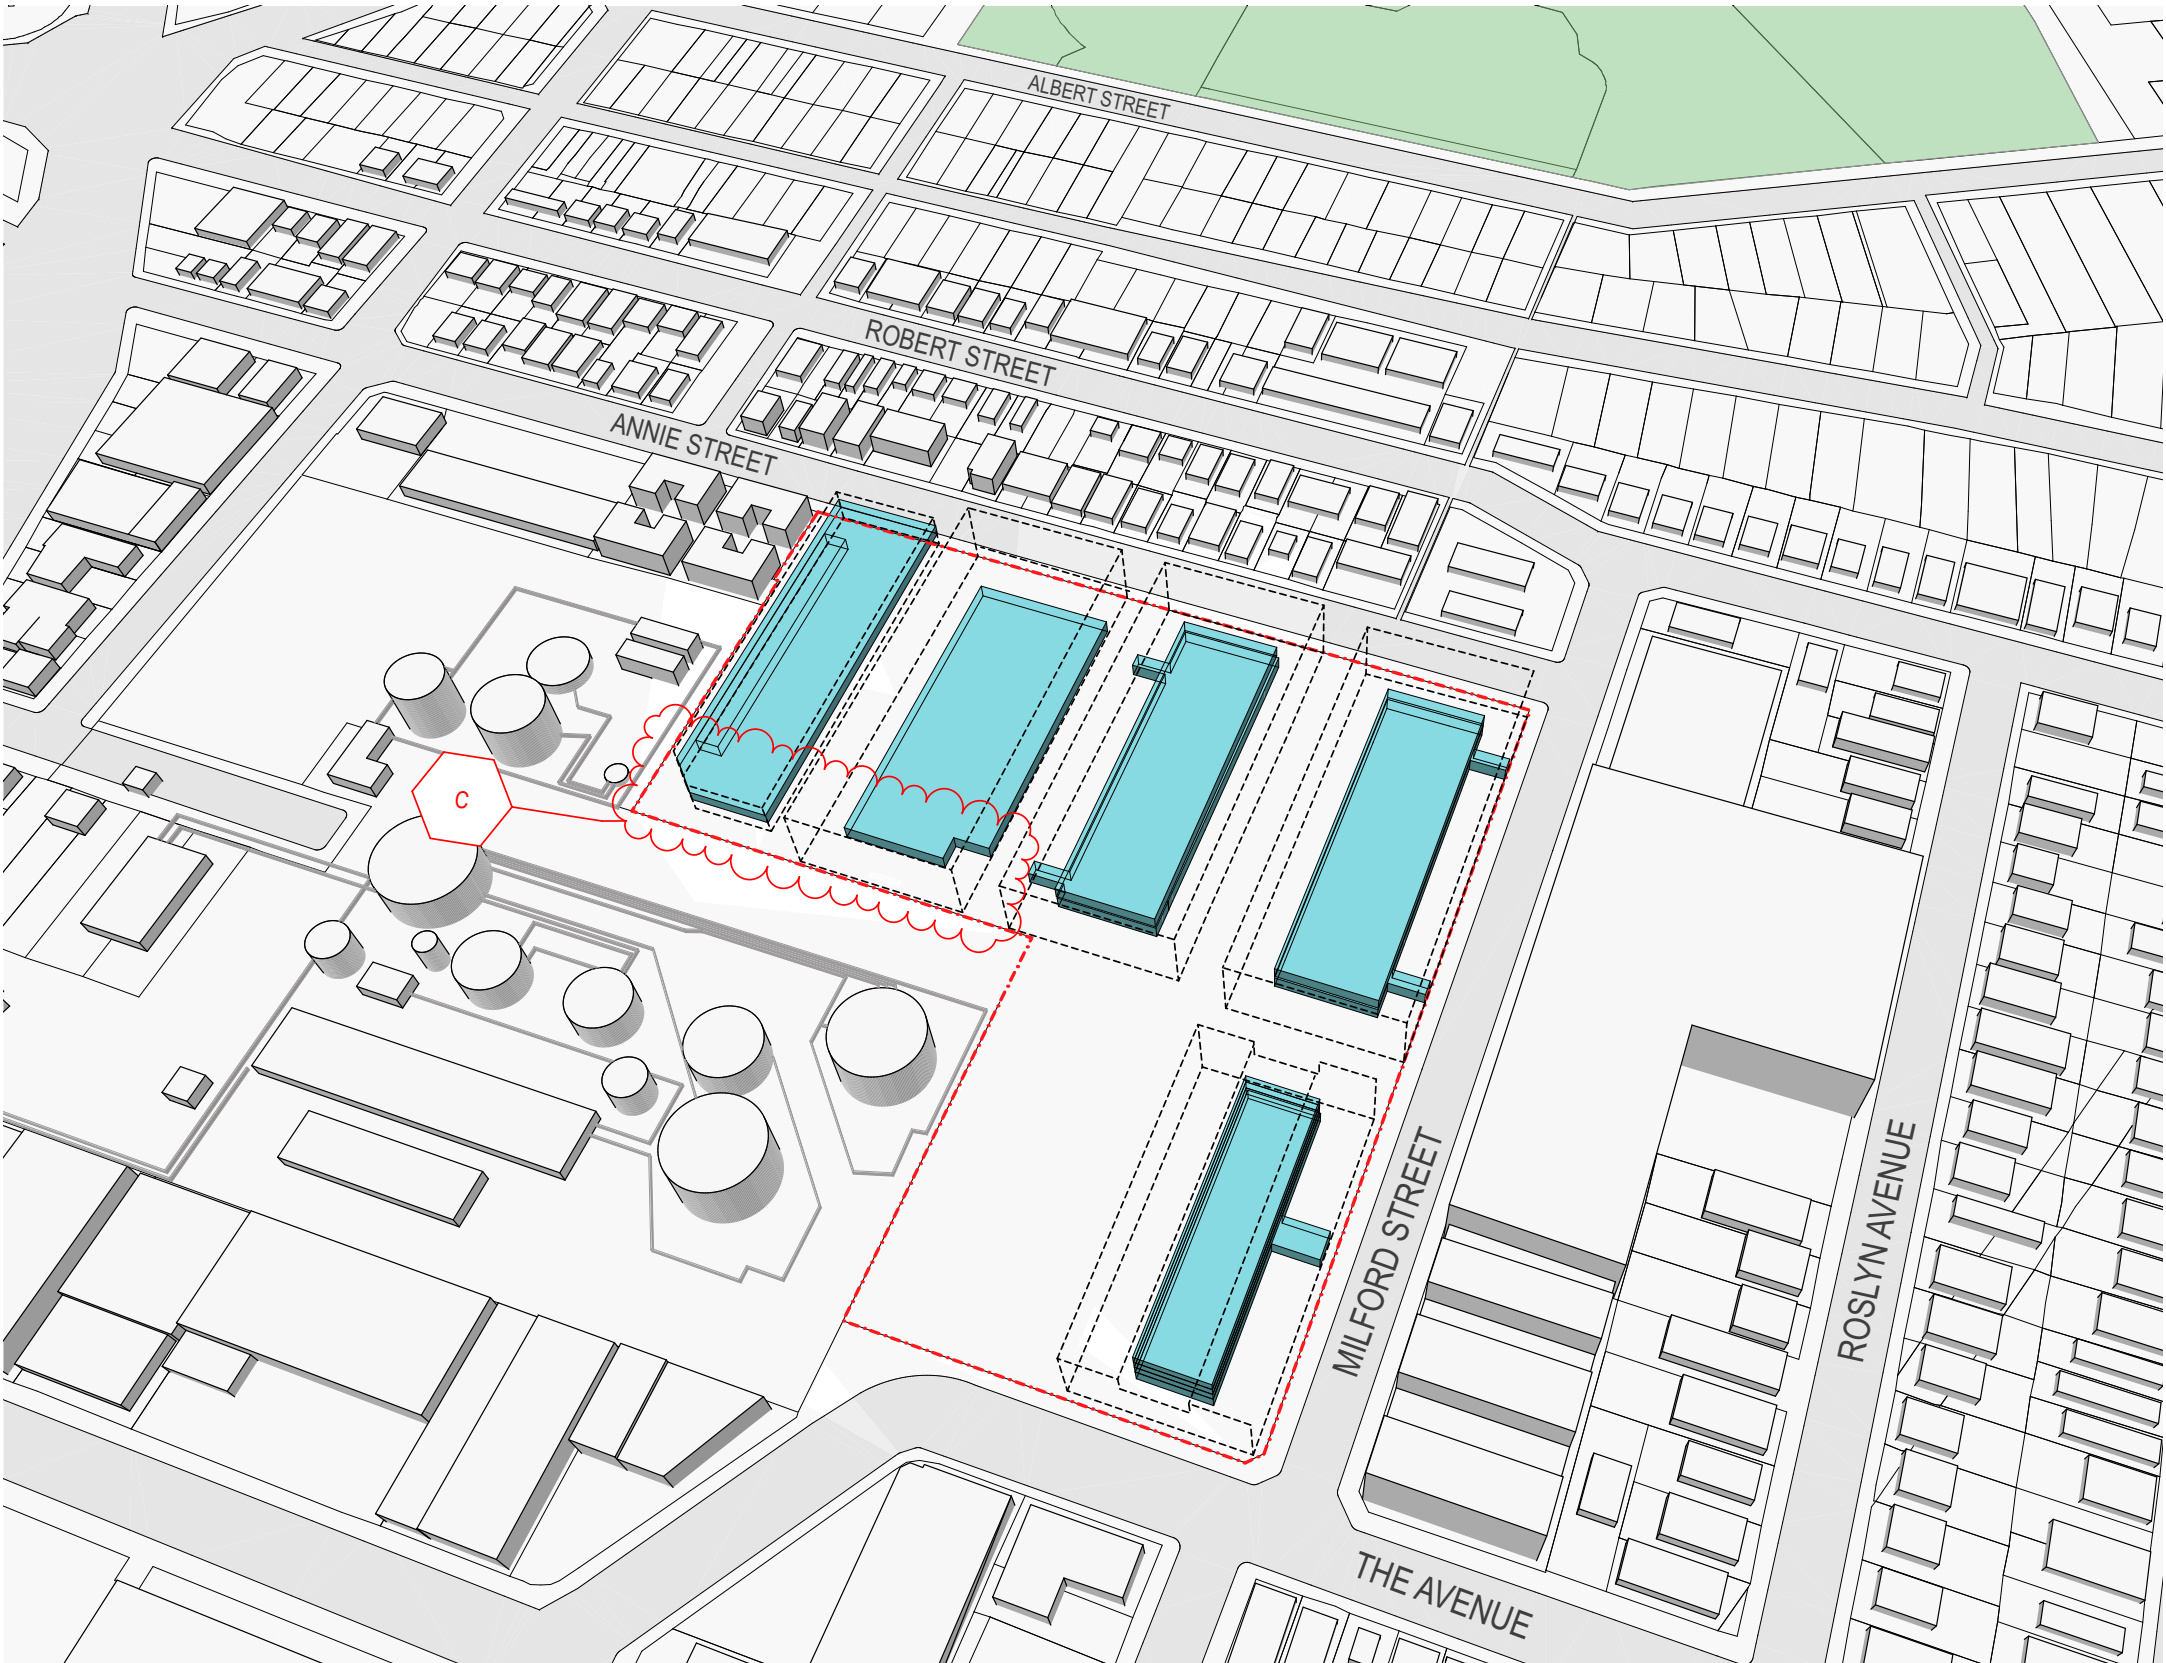 ALBERT STREET
ROBERT STREET
ANNIE STREET
C
MILFORD STREET
ROSLYN AVENUE
THE AVENUE